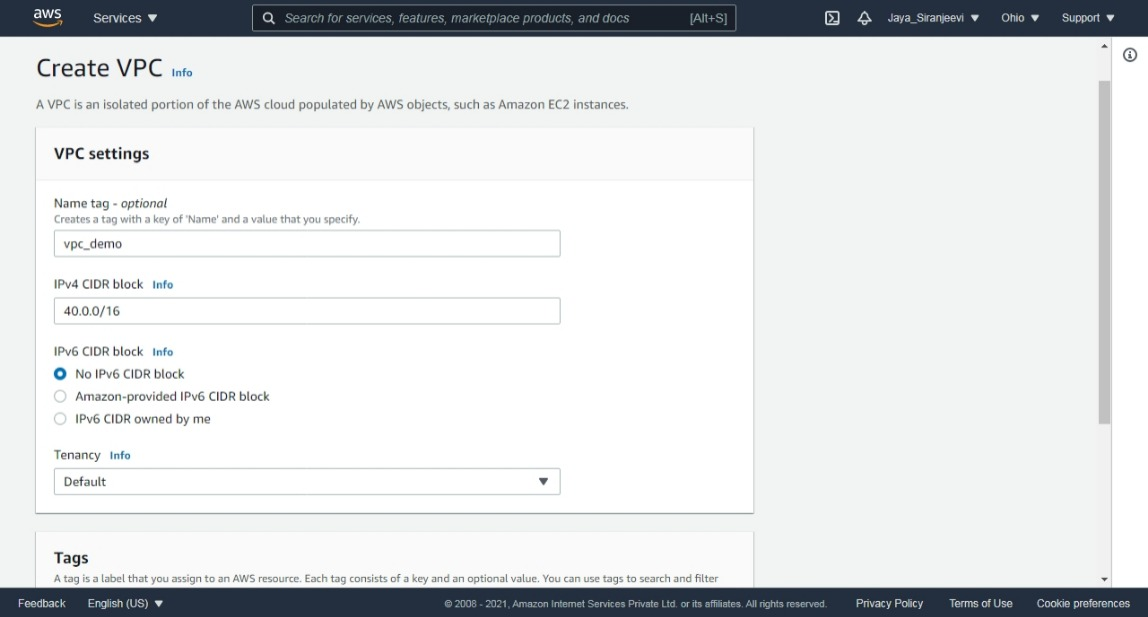 aws Services Search for services, features, marketplace products, and docs [Alt+S] Jaya_Siranjeevi Ohio Support
Create VPC Info
A VPC is an isolated portion of the AWS cloud populated by AWS objects, such as Amazon EC2 instances.
VPC settings
Name tag - optional
Creates a tag with a key of 'Name' and a value that you specify.
vpc_demo
IPv4 CIDR block Info
40.0.0/16
IPv6 CIDR block Info
No IPv6 CIDR block
Amazon-provided IPv6 CIDR block
IPv6 CIDR owned by me
Tenancy Info
Default
Tags
A tag is a label that you assign to an AWS resource. Each tag consists of a key and an optional value. You can use tags to search and filter
Feedback English (US) © 2008 - 2021, Amazon Internet Services Private Ltd. or its affiliates. All rights reserved. Privacy Policy Terms of Use Cookie preferences